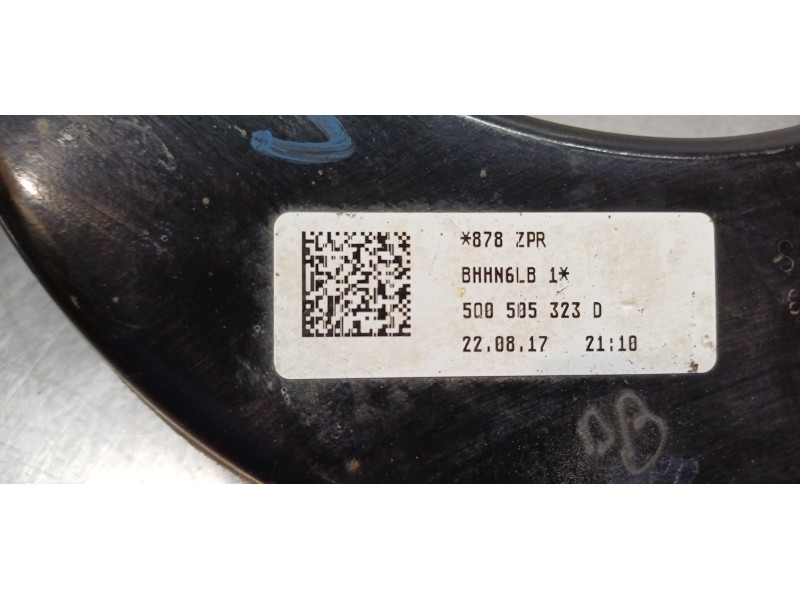 *878 ZPR
BHHN6LB 1*
5Q0 505 323 D
22.08.17 21:10